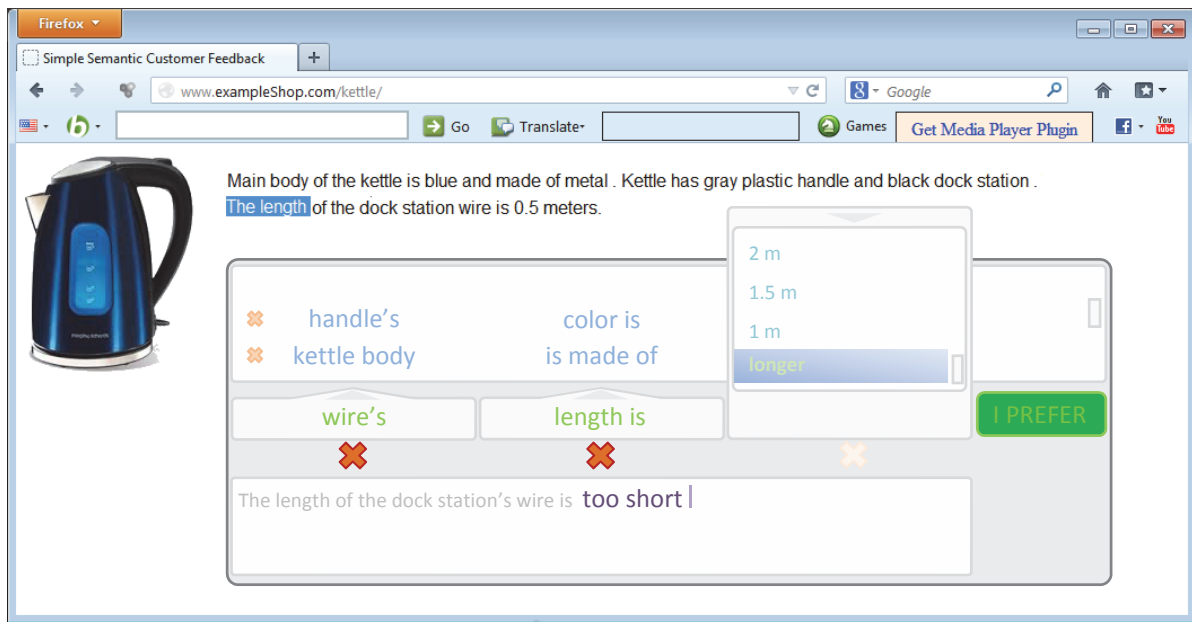 Firefox
Simple Semantic Customer Feedback +
www.exampleShop.com/kettle/ 8 Google
Go Translate Games Get Media Player Plugin f You Tube
Main body of the kettle is blue and made of metal . Kettle has gray plastic handle and black dock station .
The length of the dock station wire is 0.5 meters.
2 m
1.5 m
handle's color is
1 m
kettle body is made of
longer
wire's length is I PREFER
The length of the dock station's wire is too short